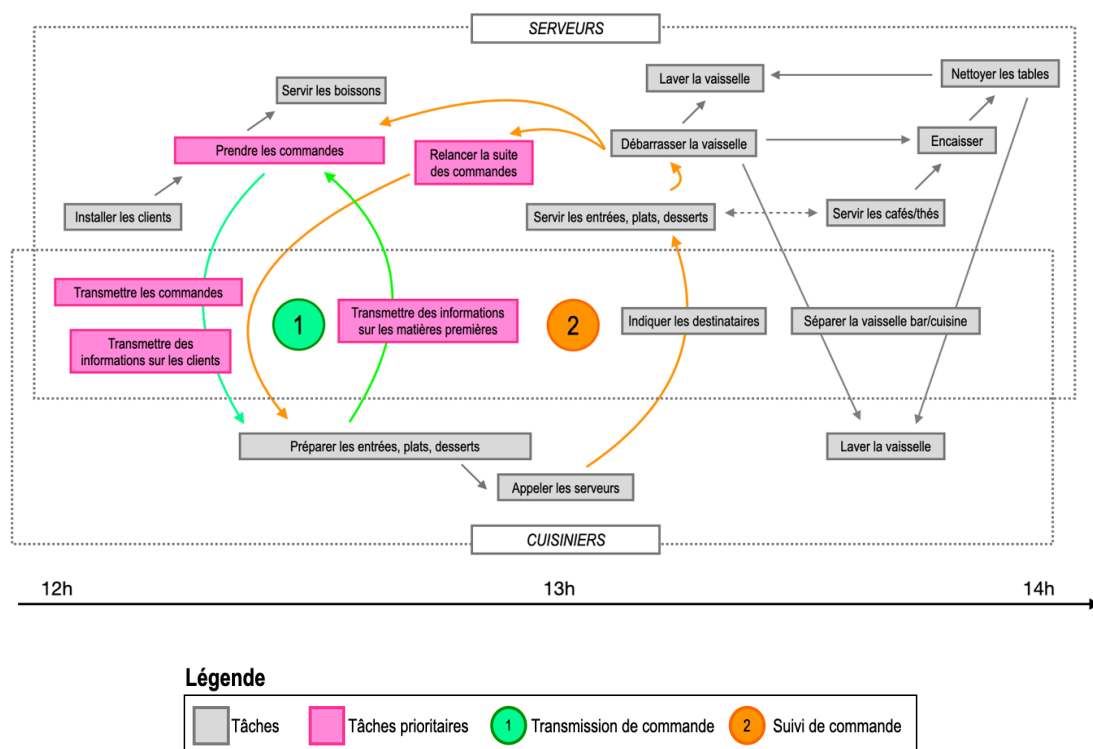 SERVEURS
Laver la vaisselle
Nettoyer les tables
Servir les boissons
Prendre les commandes
Relancer la suite
des commandes
Débarrasser la vaisselle
Encaisser
Installer les clients
Servir les entrées, plats, desserts
Servir les cafés/thés
Transmettre les commandes
1
Transmettre des informations
sur les matières premières
2
Indiquer les destinataires
Séparer la vaisselle bar/cuisine
Transmettre des
informations sur les clients
Préparer les entrées, plats, desserts
Laver la vaisselle
Appeler les serveurs
CUISINIERS
12h
13h
14h
Légende
Tâches
Tâches prioritaires
1
Transmission de commande
2
Suivi de commande